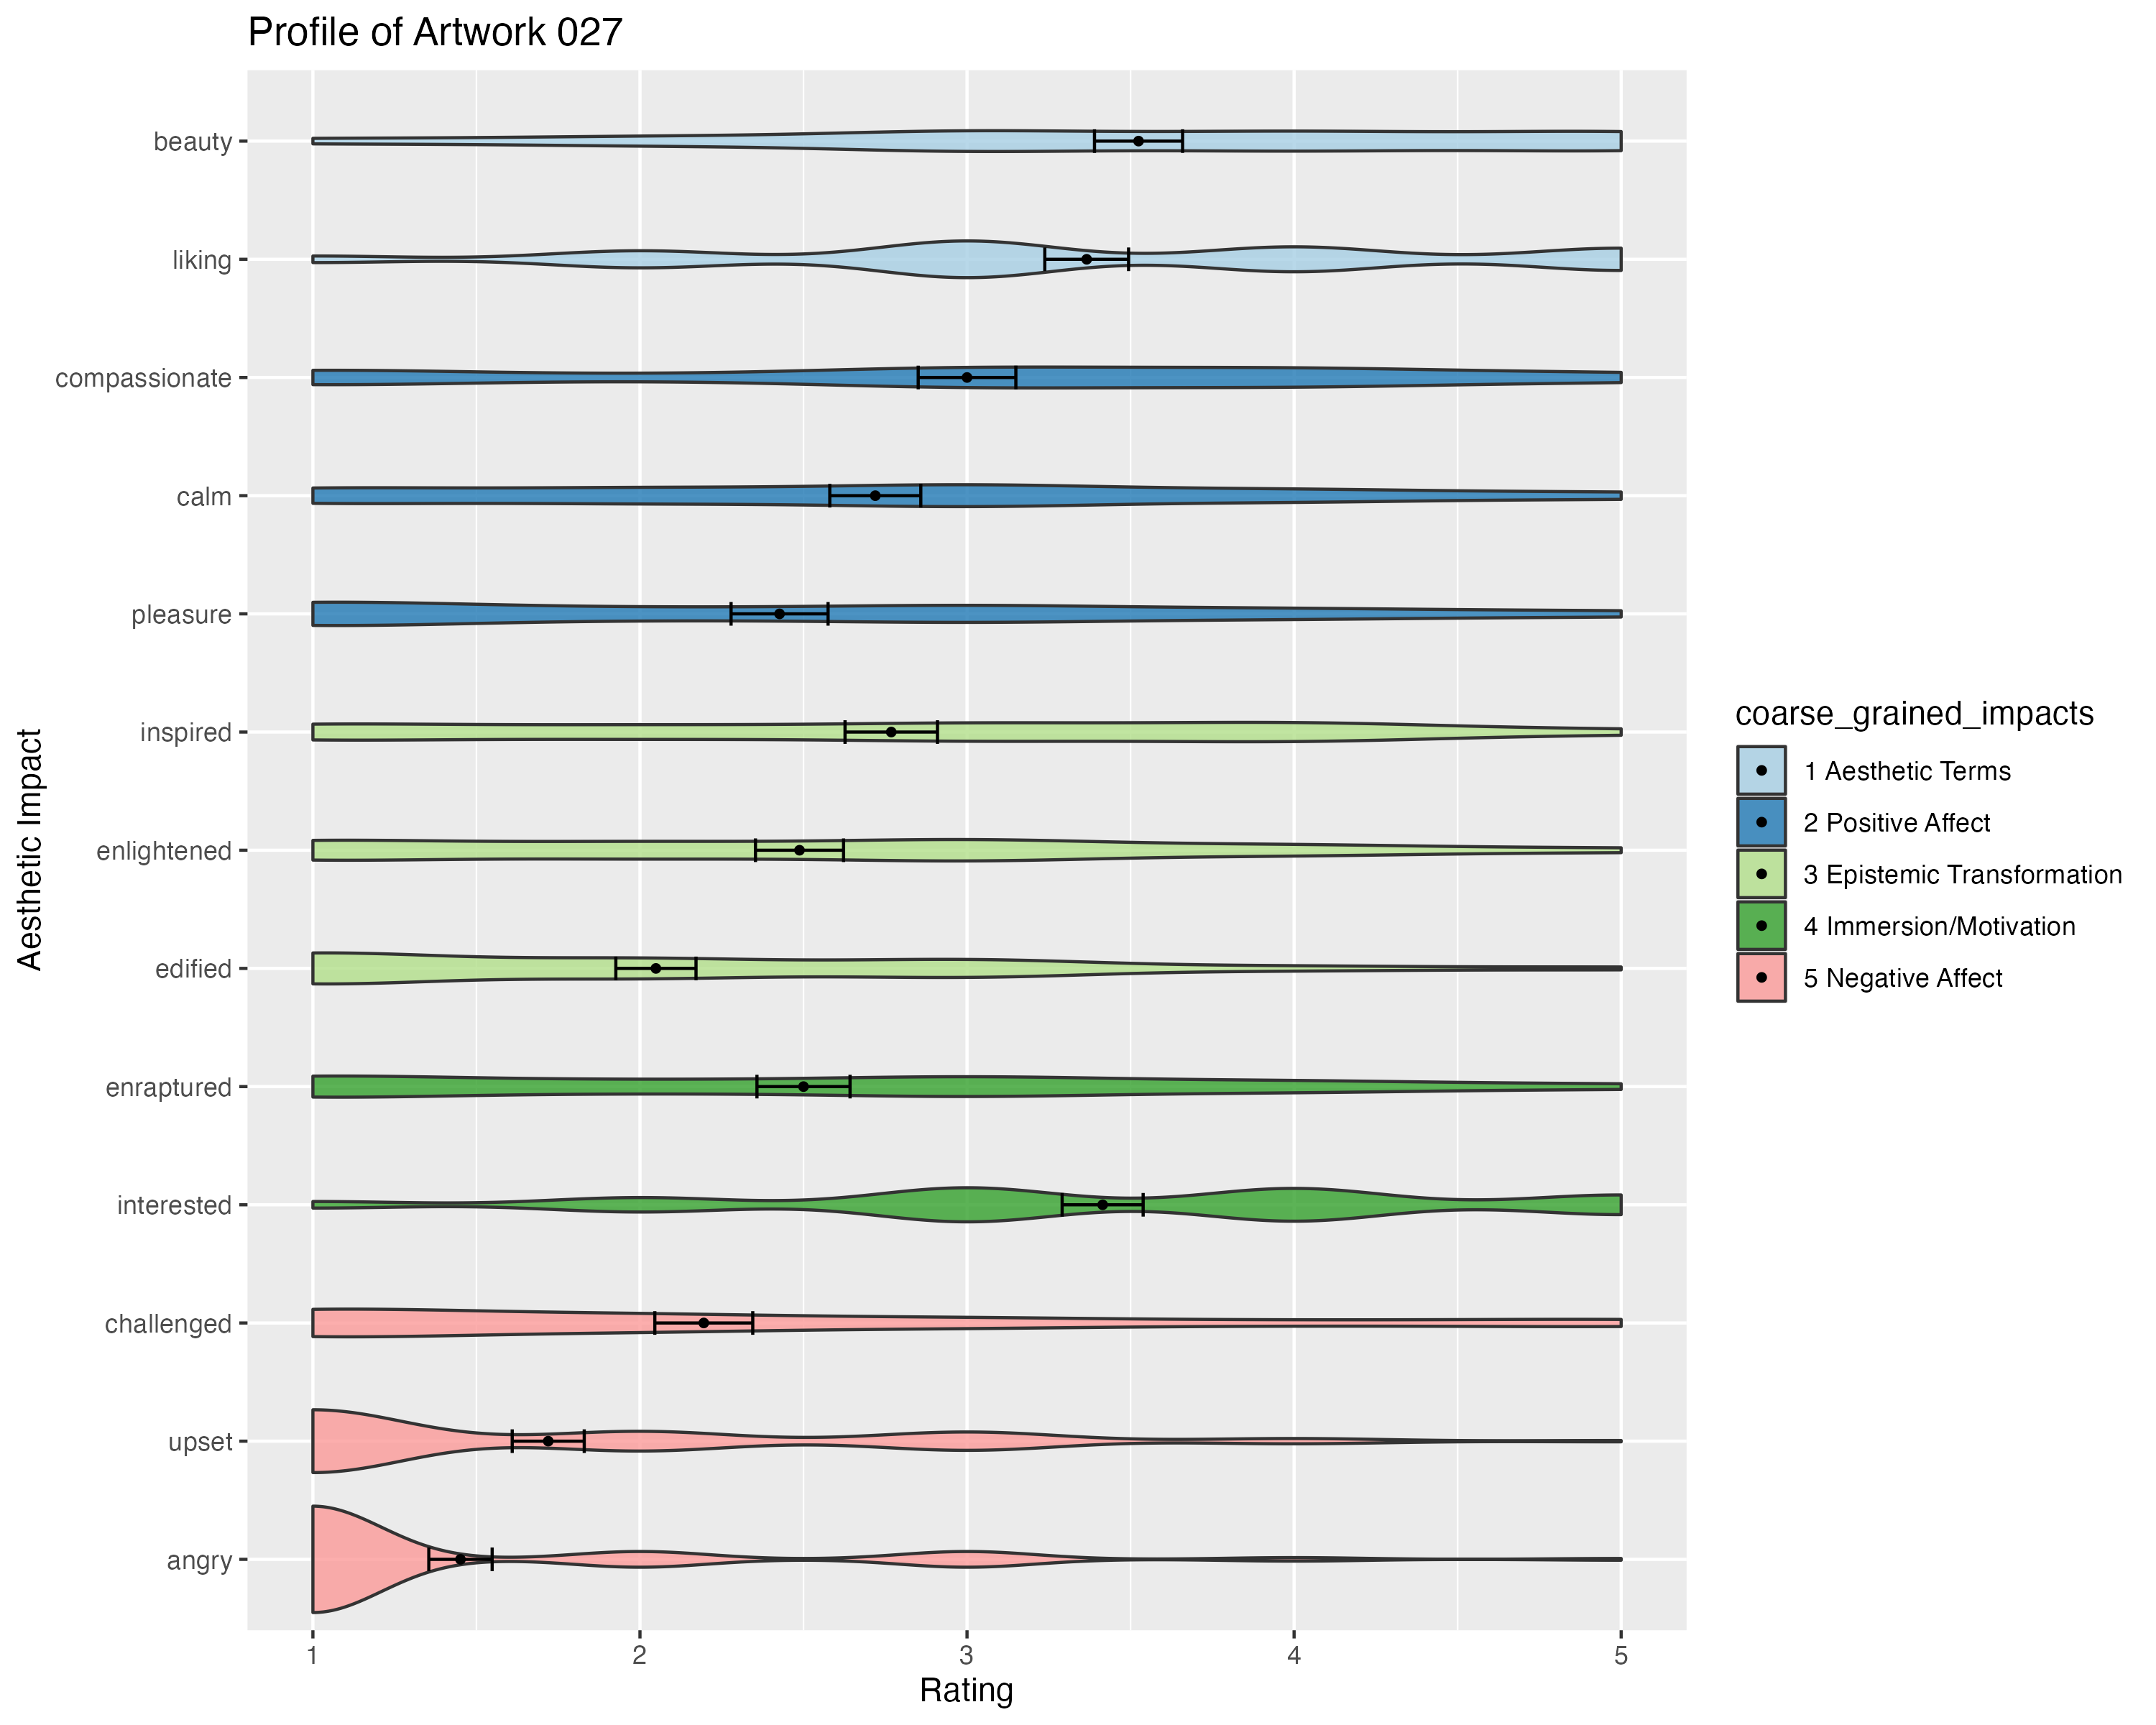 Profile of Artwork 027
Aesthetic Impact
beauty
liking
compassionate
calm
pleasure
inspired
enlightened
edified
enraptured
interested
challenged
upset
angry
1 2 3 4 5
Rating
coarse_grained_impacts
1 Aesthetic Terms
2 Positive Affect
3 Epistemic Transformation
4 Immersion/Motivation
5 Negative Affect